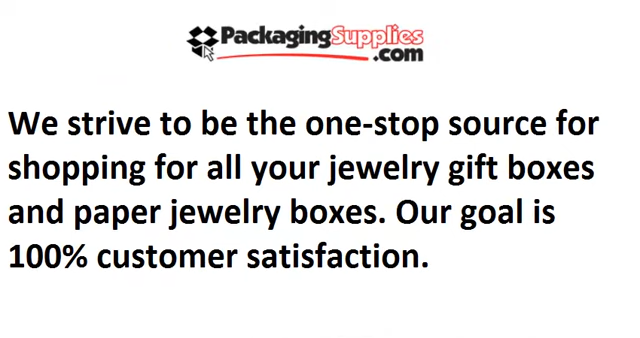 PackagingSupplies
.com
We strive to be the one-stop source for
shopping for all your jewelry gift boxes
and paper jewelry boxes. Our goal is
100% customer satisfaction.